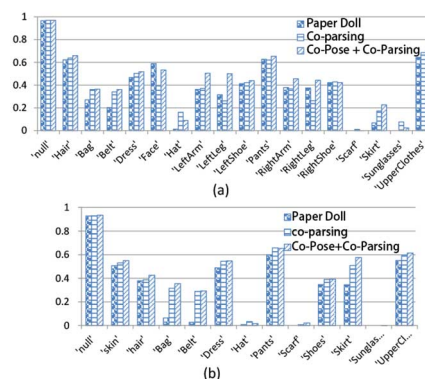 1
0.8
0.6
0.4
0.2
0
Paper Doll
Co-parsing
Co-Pose + Co-Parsing
'null'
'Hair'
'Bag'
'Belt'
'Dress'
'Face'
'Hat'
'LeftArm'
'LeftLeg'
'LeftShoe'
'Pants'
'RightArm'
'RightLeg'
'RightShoe'
'Scarf'
'Skirt'
'Sunglasses'
'UpperClothes'
(a)
1
0.8
0.6
0.4
0.2
0
Paper Doll
co-parsing
Co-Pose+Co-Parsing
'null'
'skin'
'hair'
'Bag'
'Belt'
'Dress'
'Hat'
'Pants'
'Scarf'
'Shoes'
'Skirt'
'Sunglas...
'UpperCl...
(b)